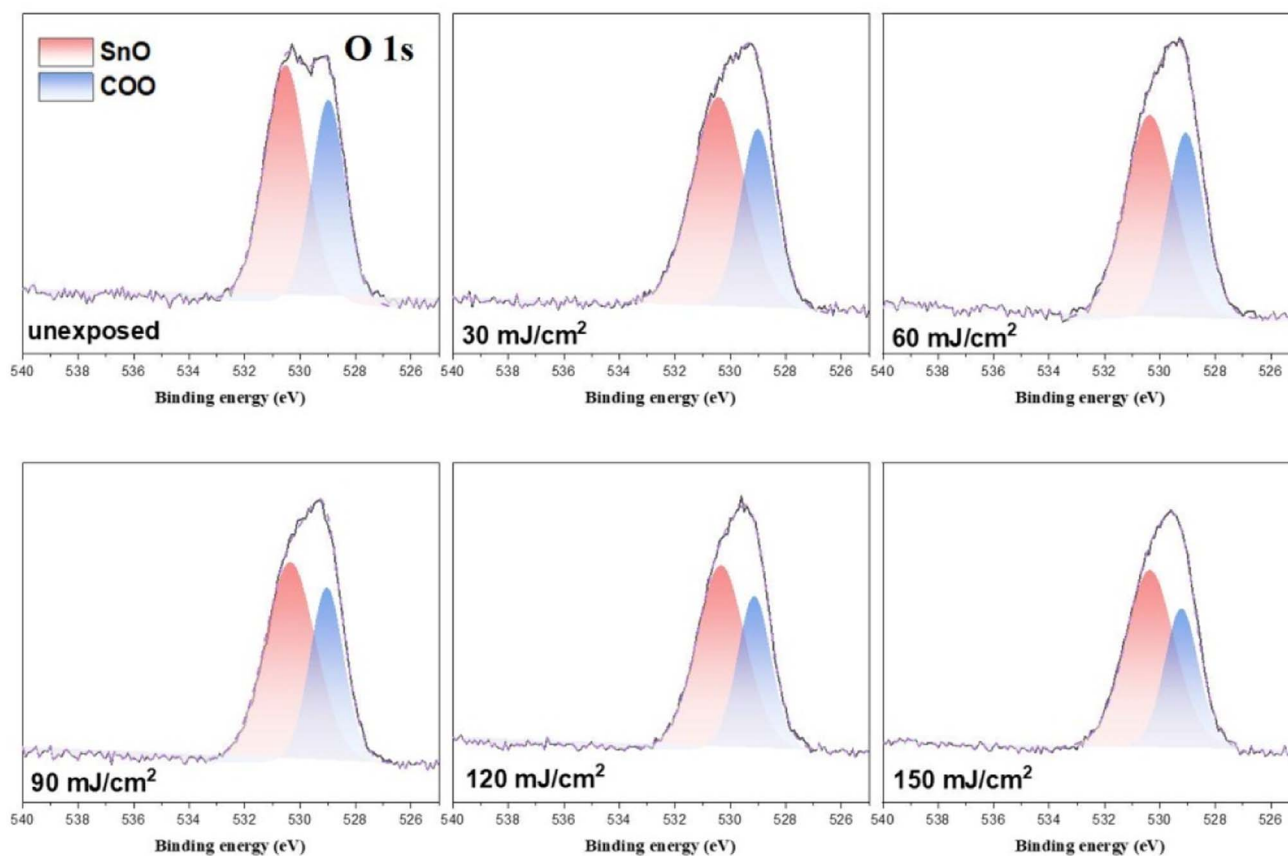 SnO
COO
O 1s
unexposed
540 538 536 534 532 530 528 526
Binding energy (eV)
30 mJ/cm²
540 538 536 534 532 530 528 526
Binding energy (eV)
60 mJ/cm²
540 538 536 534 532 530 528 526
Binding energy (eV)
90 mJ/cm²
540 538 536 534 532 530 528 526
Binding energy (eV)
120 mJ/cm²
540 538 536 534 532 530 528 526
Binding energy (eV)
150 mJ/cm²
540 538 536 534 532 530 528 526
Binding energy (eV)